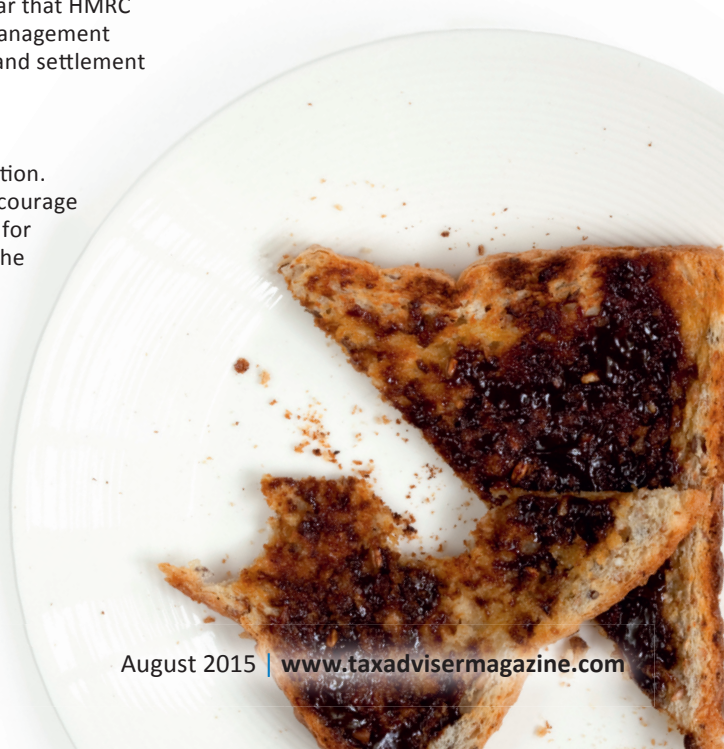 ar that HMRC
anagement
and settlement
tion.
courage
for
he
August 2015 | www.taxadvisermagazine.com